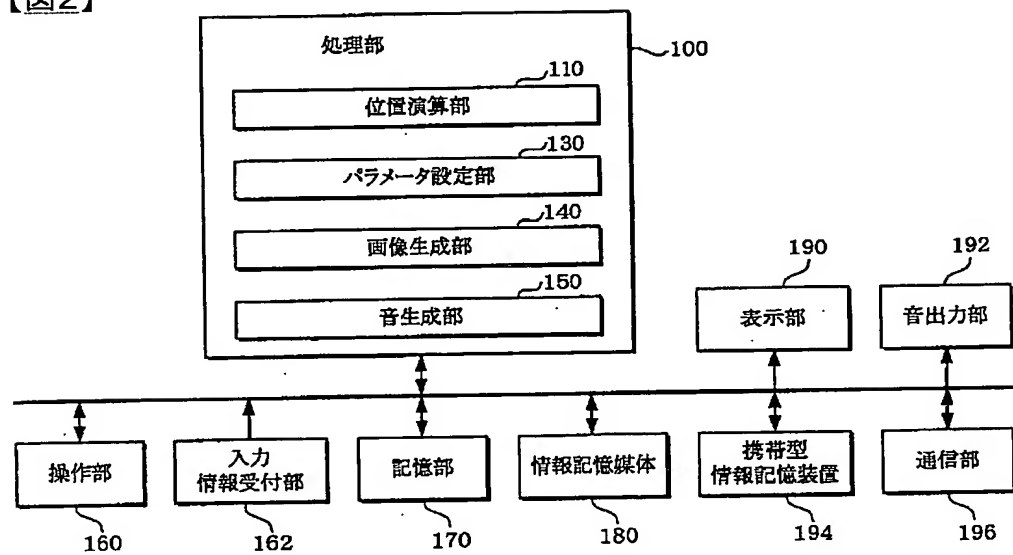 【図2】
処理部
100
110
位置演算部
130
パラメータ設定部
140
画像生成部
150
音生成部
190
表示部
192
音出力部
操作部
160
入力
情報受付部
162
記憶部
170
情報記憶媒体
180
携帯型
情報記憶装置
194
通信部
196